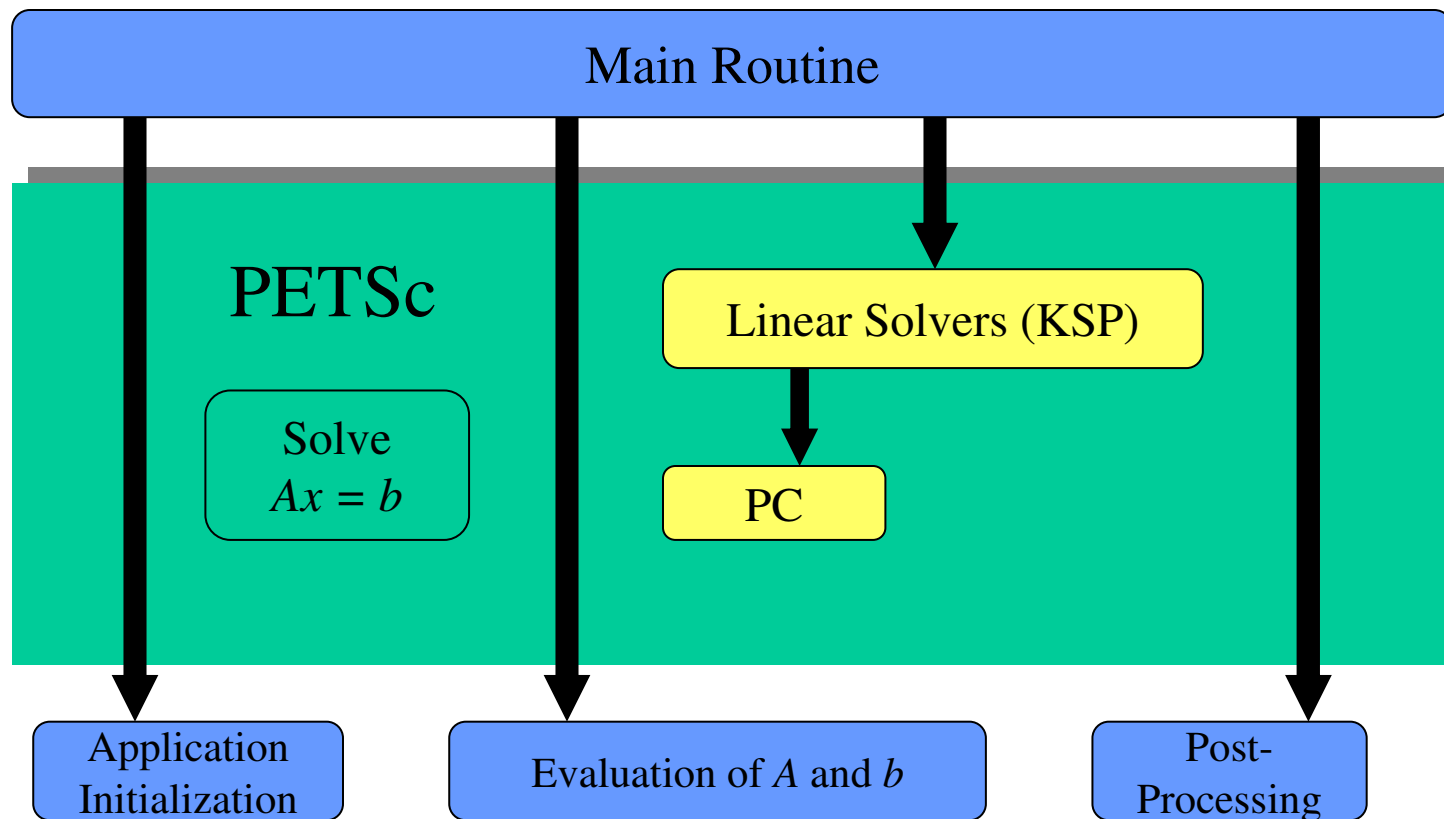 Main Routine
PETSc
Linear Solvers (KSP)
Solve
Ax = b
PC
Application
Initialization
Evaluation of A and b
Post-
Processing